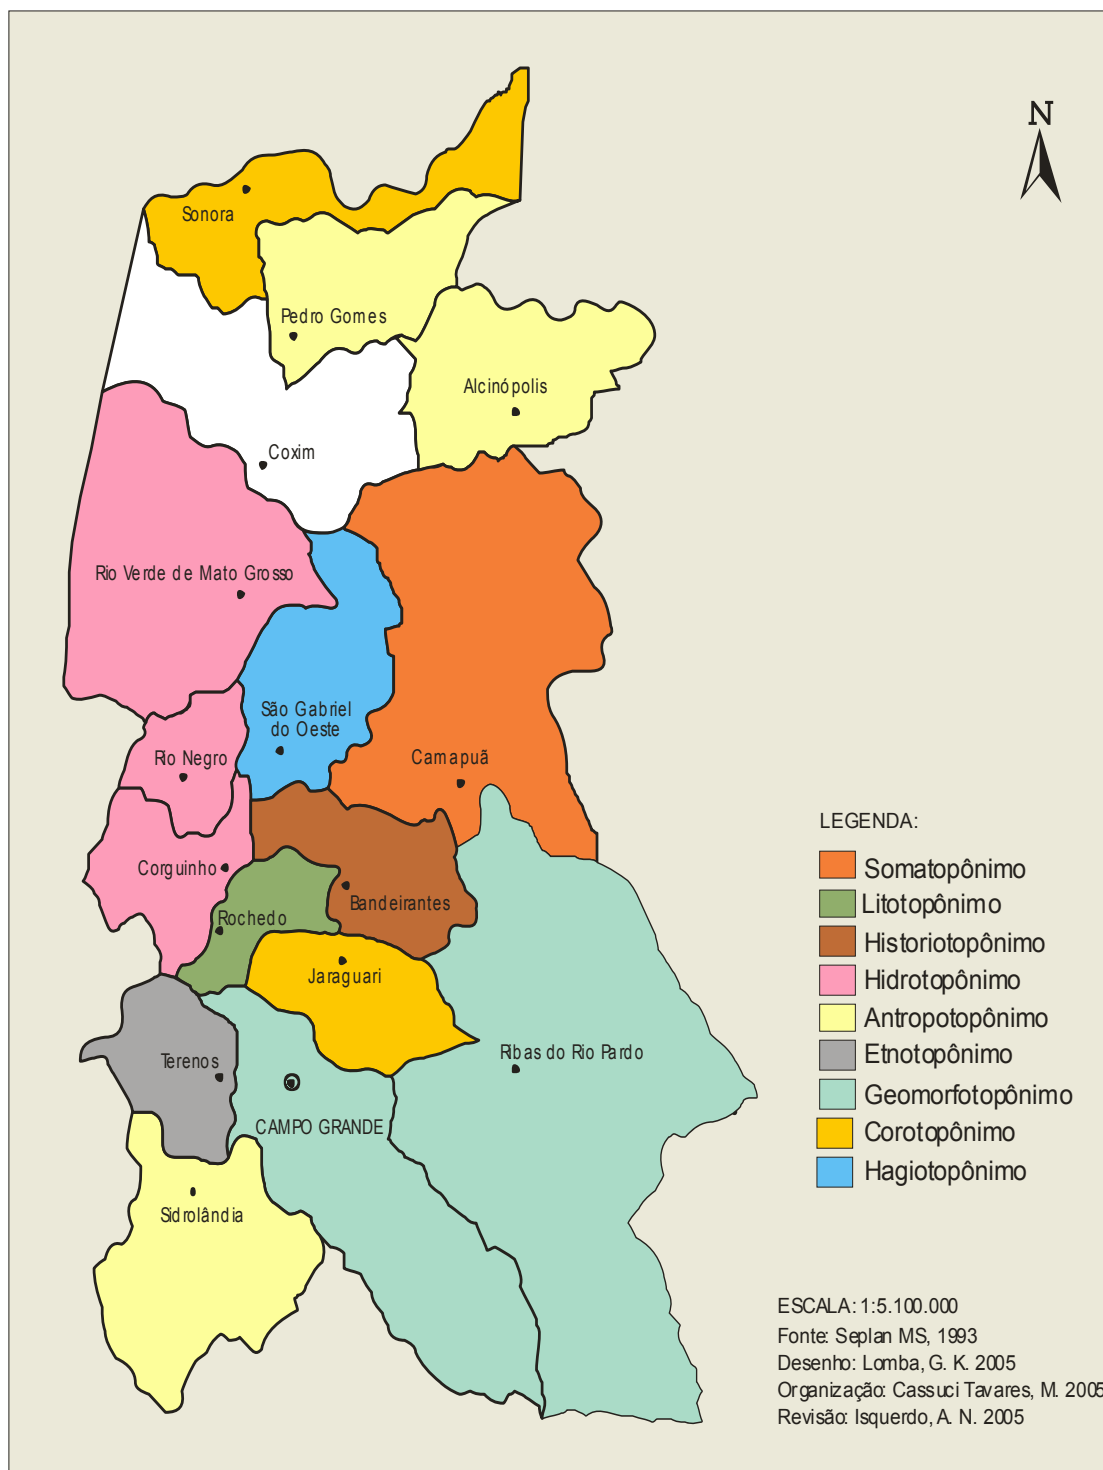 N
Sonora
Pedro Gomes
Alcinópolis
Coxim
Rio Verde de Mato Grosso
São Gabriel
do Oeste
Rio Negro
Camapuã
Corguinho
Bandeirantes
Rochedo
Jaraguari
Ribas do Rio Pardo
Terenos
CAMPO GRANDE
Sidrolândia
LEGENDA:
Somatopônimo
Litotopônimo
Historiotopônimo
Hidrotopônimo
Antropotopônimo
Etnotopônimo
Geomorfotopônimo
Corotopônimo
Hagiotopônimo
ESCALA: 1:5.100.000
Fonte: Seplan MS, 1993
Desenho: Lomba, G. K. 2005
Organização: Cassuci Tavares, M. 2005
Revisão: Isquerdo, A. N. 2005